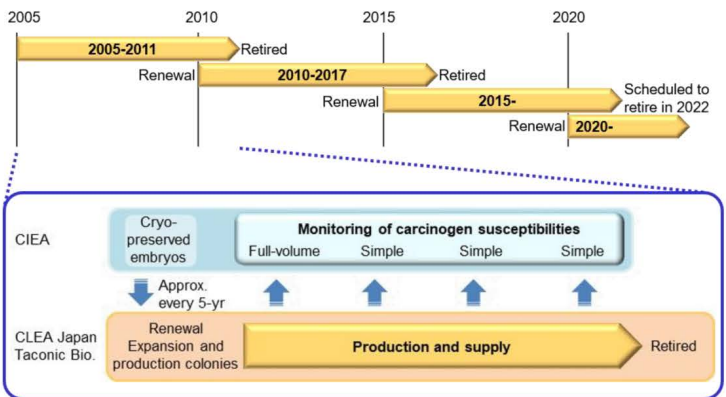 2005 2010 2015 2020
2005-2011 Retired
Renewal 2010-2017 Retired
Renewal 2015- Scheduled to
retire in 2022
Renewal 2020-
CIEA
Cryo-
preserved
embryos
Monitoring of carcinogen susceptibilities
Full-volume Simple Simple Simple
Approx.
every 5-yr
CLEA Japan
Taconic Bio.
Renewal
Expansion and
production colonies
Production and supply
Retired